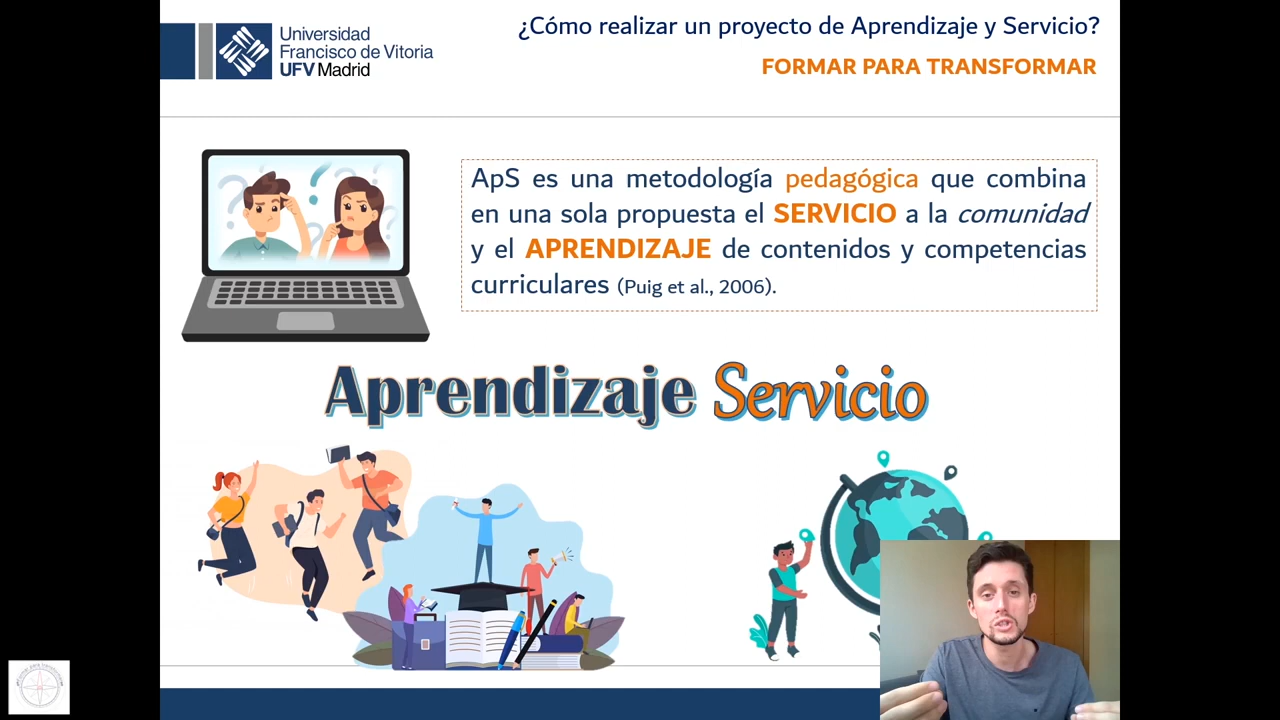 Universidad
Francisco de Vitoria
UFV Madrid
¿Cómo realizar un proyecto de Aprendizaje y Servicio?
FORMAR PARA TRANSFORMAR
ApS es una metodología pedagógica que combina
en una sola propuesta el SERVICIO a la comunidad
y el APRENDIZAJE de contenidos y competencias
curriculares (Puig et al., 2006).
Aprendizaje Servicio